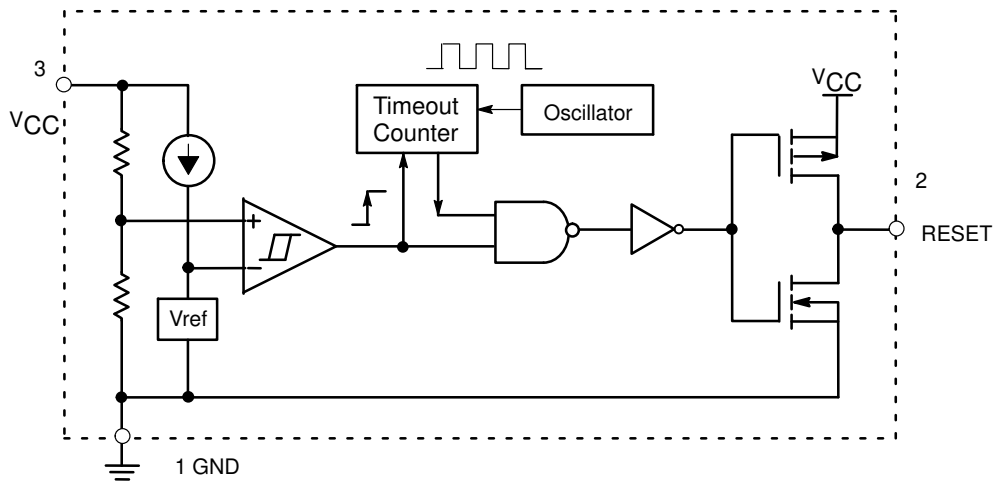 3
VCC
Timeout
Counter
Oscillator
VCC
2
RESET
+
−
Vref
1 GND